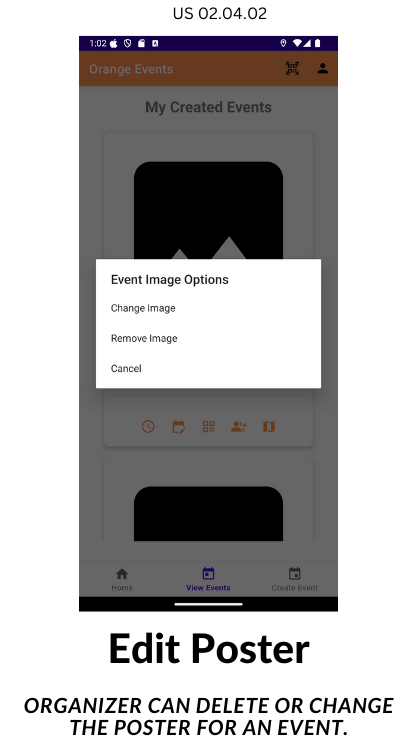 US 02.04.02
1:02
Orange Events
My Created Events
Event Image Options
Change Image
Remove Image
Cancel
Home
View Events
Create Event
Edit Poster
ORGANIZER CAN DELETE OR CHANGE
THE POSTER FOR AN EVENT.